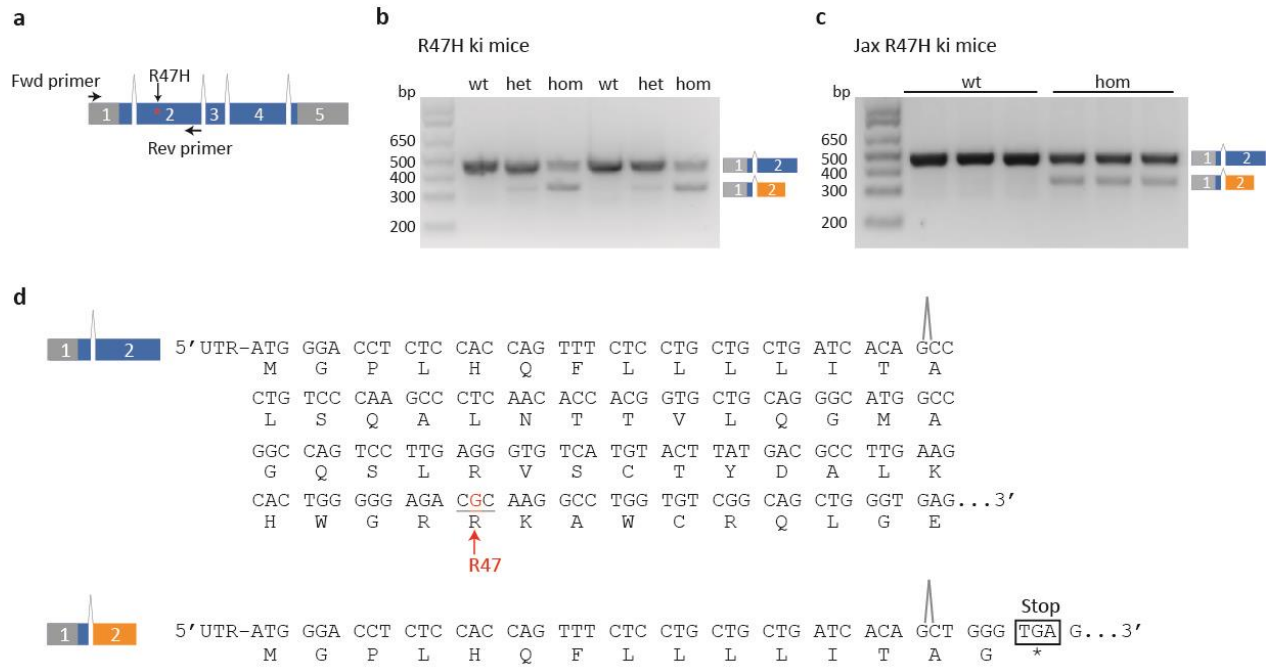 a
R47H
Fwd primer
1 2 3 4 5
Rev primer
b
R47H ki mice
wt het hom wt het hom
bp
650
500
400
300
200
1 2
1 2
c
Jax R47H ki mice
wt hom
bp
650
500
400
300
200
1 2
1 2
d
1 2
5'UTR–ATG GGA CCT CTC CAC CAG TTT CTC CTG CTG CTG ATC ACA GCC
M G P L H Q F L L L L I T A
CTG TCC CAA GCC CTC AAC ACC ACG GTG CTG CAG GGC ATG GCC
L S Q A L N T T V L Q G M A
GGC CAG TCC TTG AGG GTG TCA TGT ACT TAT GAC GCC TTG AAG
G Q S L R V S C T Y D A L K
CAC TGG GGG AGA CGC AAG GCC TGG TGT CGG CAG CTG GGT GAG...3'
H W G R R K A W C R Q L G E
R47
Stop
1 2
5'UTR–ATG GGA CCT CTC CAC CAG TTT CTC CTG CTG CTG ATC ACA GCT GGG TGA G...3'
M G P L H Q F L L L L I T A G *